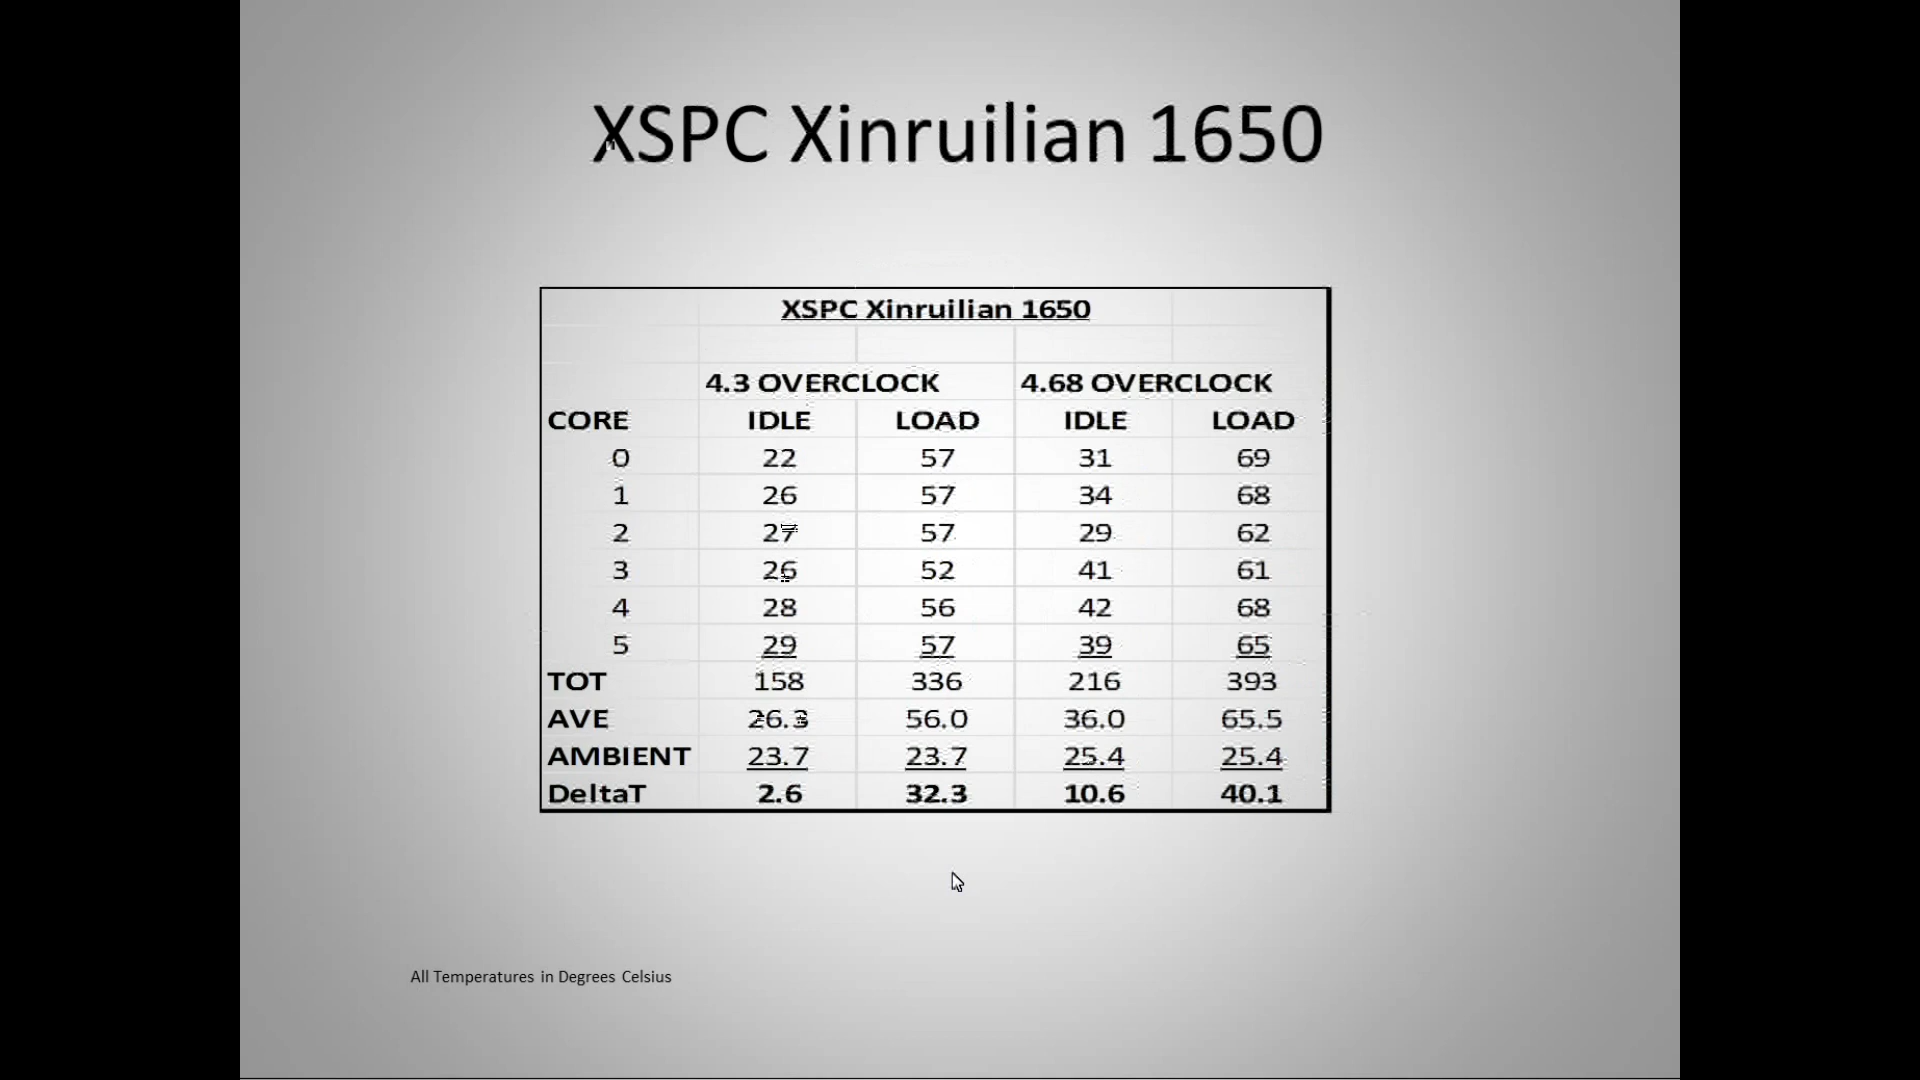 XSPC Xinruilian 1650
XSPC Xinruilian 1650
4.3 OVERCLOCK 4.68 OVERCLOCK
CORE IDLE LOAD IDLE LOAD
0 22 57 31 69
1 26 57 34 68
2 27 57 29 62
3 26 52 41 61
4 28 56 42 68
5 29 57 39 65
TOT 158 336 216 393
AVE 26.3 56.0 36.0 65.5
AMBIENT 23.7 23.7 25.4 25.4
DeltaT 2.6 32.3 10.6 40.1
All Temperatures in Degrees Celsius